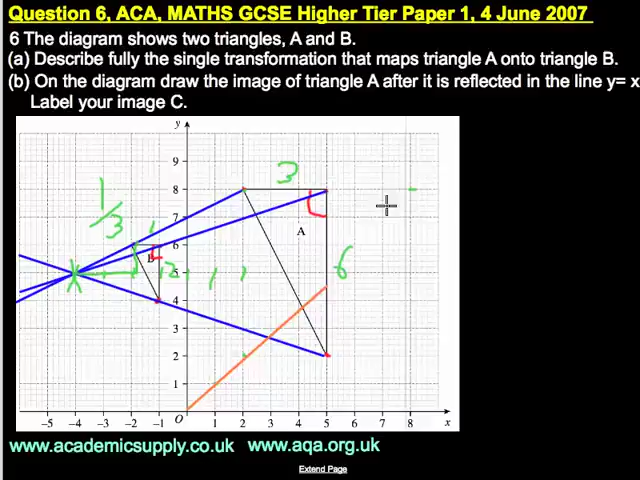 Question 6, ACA, MATHS GCSE Higher Tier Paper 1, 4 June 2007
6 The diagram shows two triangles, A and B.
(a) Describe fully the single transformation that maps triangle A onto triangle B.
(b) On the diagram draw the image of triangle A after it is reflected in the line y= x
Label your image C.
y
9
8
7
6
5
4
3
2
1
3
1/3
1
A
B
2
6
-5 -4 -3 -2 -1 O 1 2 3 4 5 6 7 8 x
www.academicsupply.co.uk www.aqa.org.uk
Extend Page